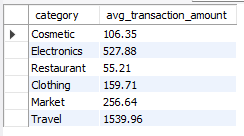 category avg_transaction_amount
Cosmetic 106.35
Electronics 527.88
Restaurant 55.21
Clothing 159.71
Market 256.64
Travel 1539.96